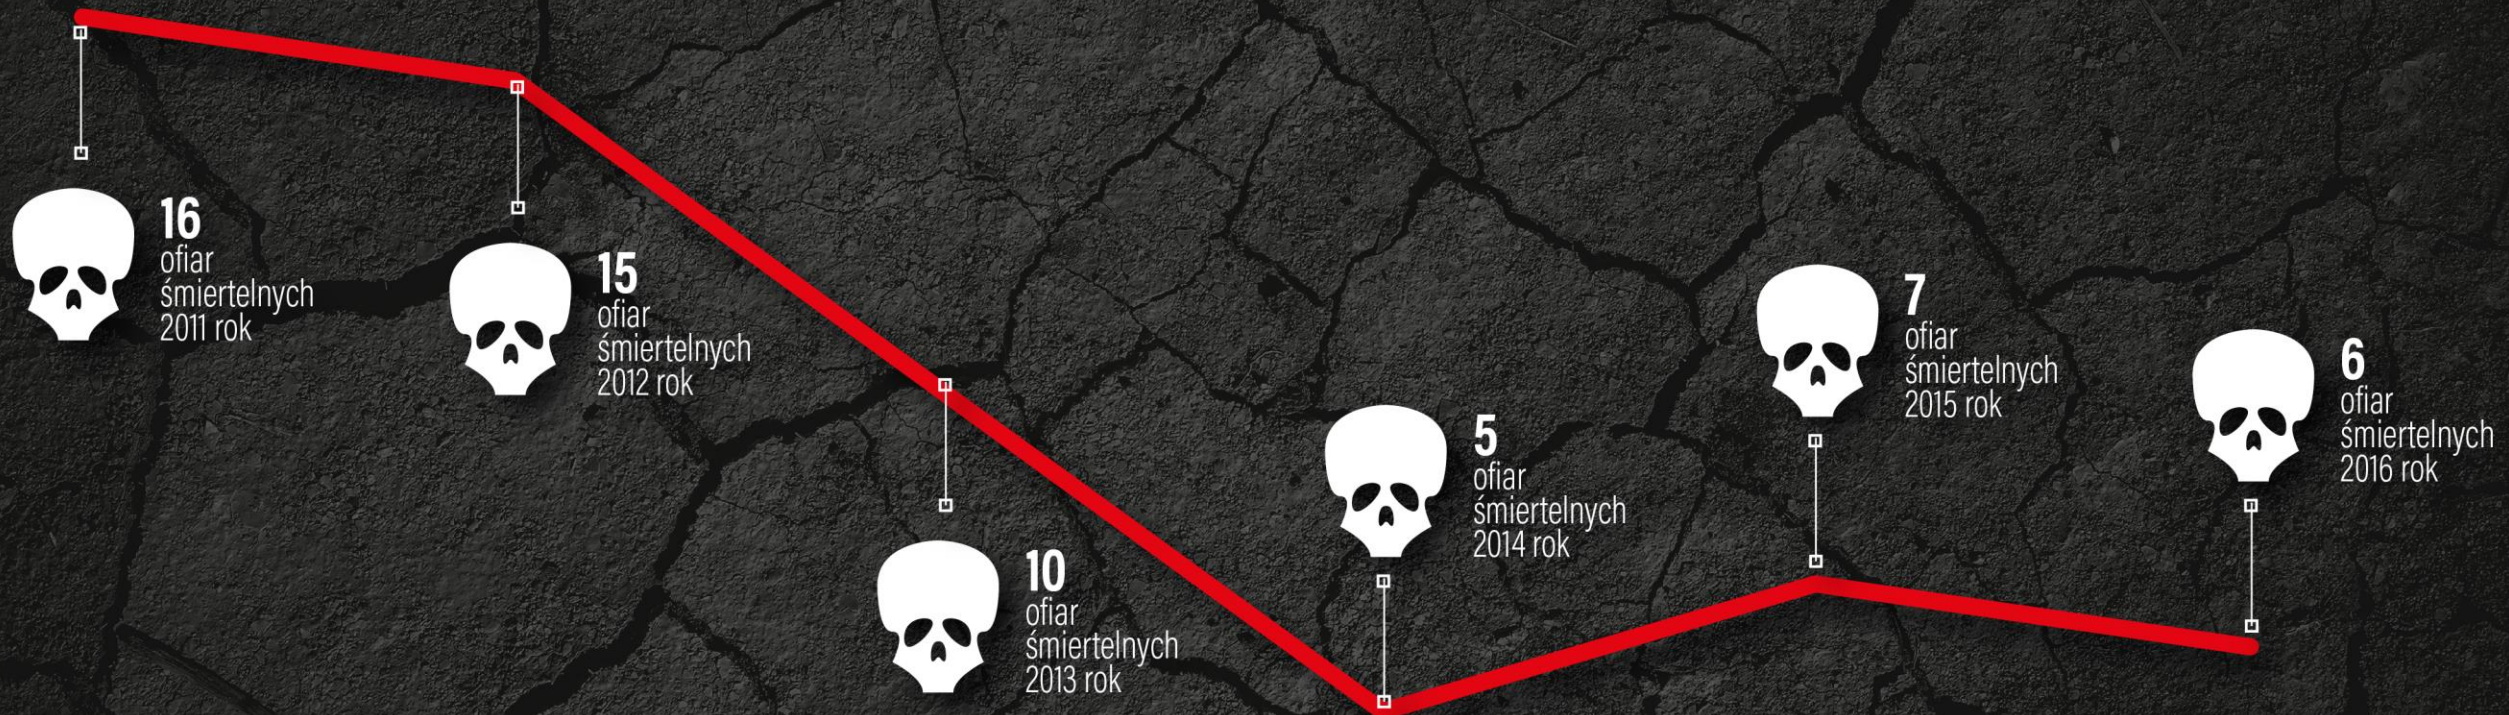 16
ofiar
śmiertelnych
2011 rok
15
ofiar
śmiertelnych
2012 rok
10
ofiar
śmiertelnych
2013 rok
5
ofiar
śmiertelnych
2014 rok
7
ofiar
śmiertelnych
2015 rok
6
ofiar
śmiertelnych
2016 rok